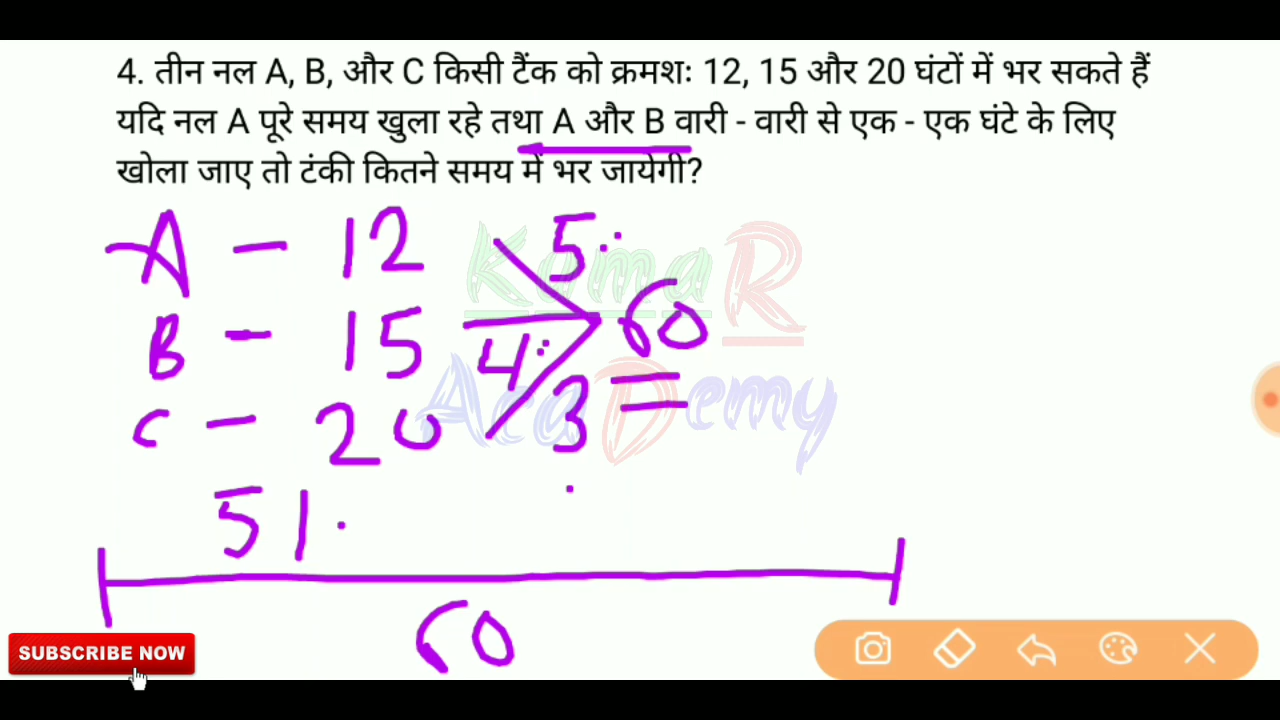 4. तीन नल A, B, और C किसी टैंक को क्रमशः 12, 15 और 20 घंटों में भर सकते हैं
यदि नल A पूरे समय खुला रहे तथा A और B वारी - वारी से एक - एक घंटे के लिए
खोला जाए तो टंकी कितने समय में भर जायेगी?
A - 12 5
B - 15 4 60
C - 20 3
KomaR
AcaDemy
51
60
SUBSCRIBE NOW